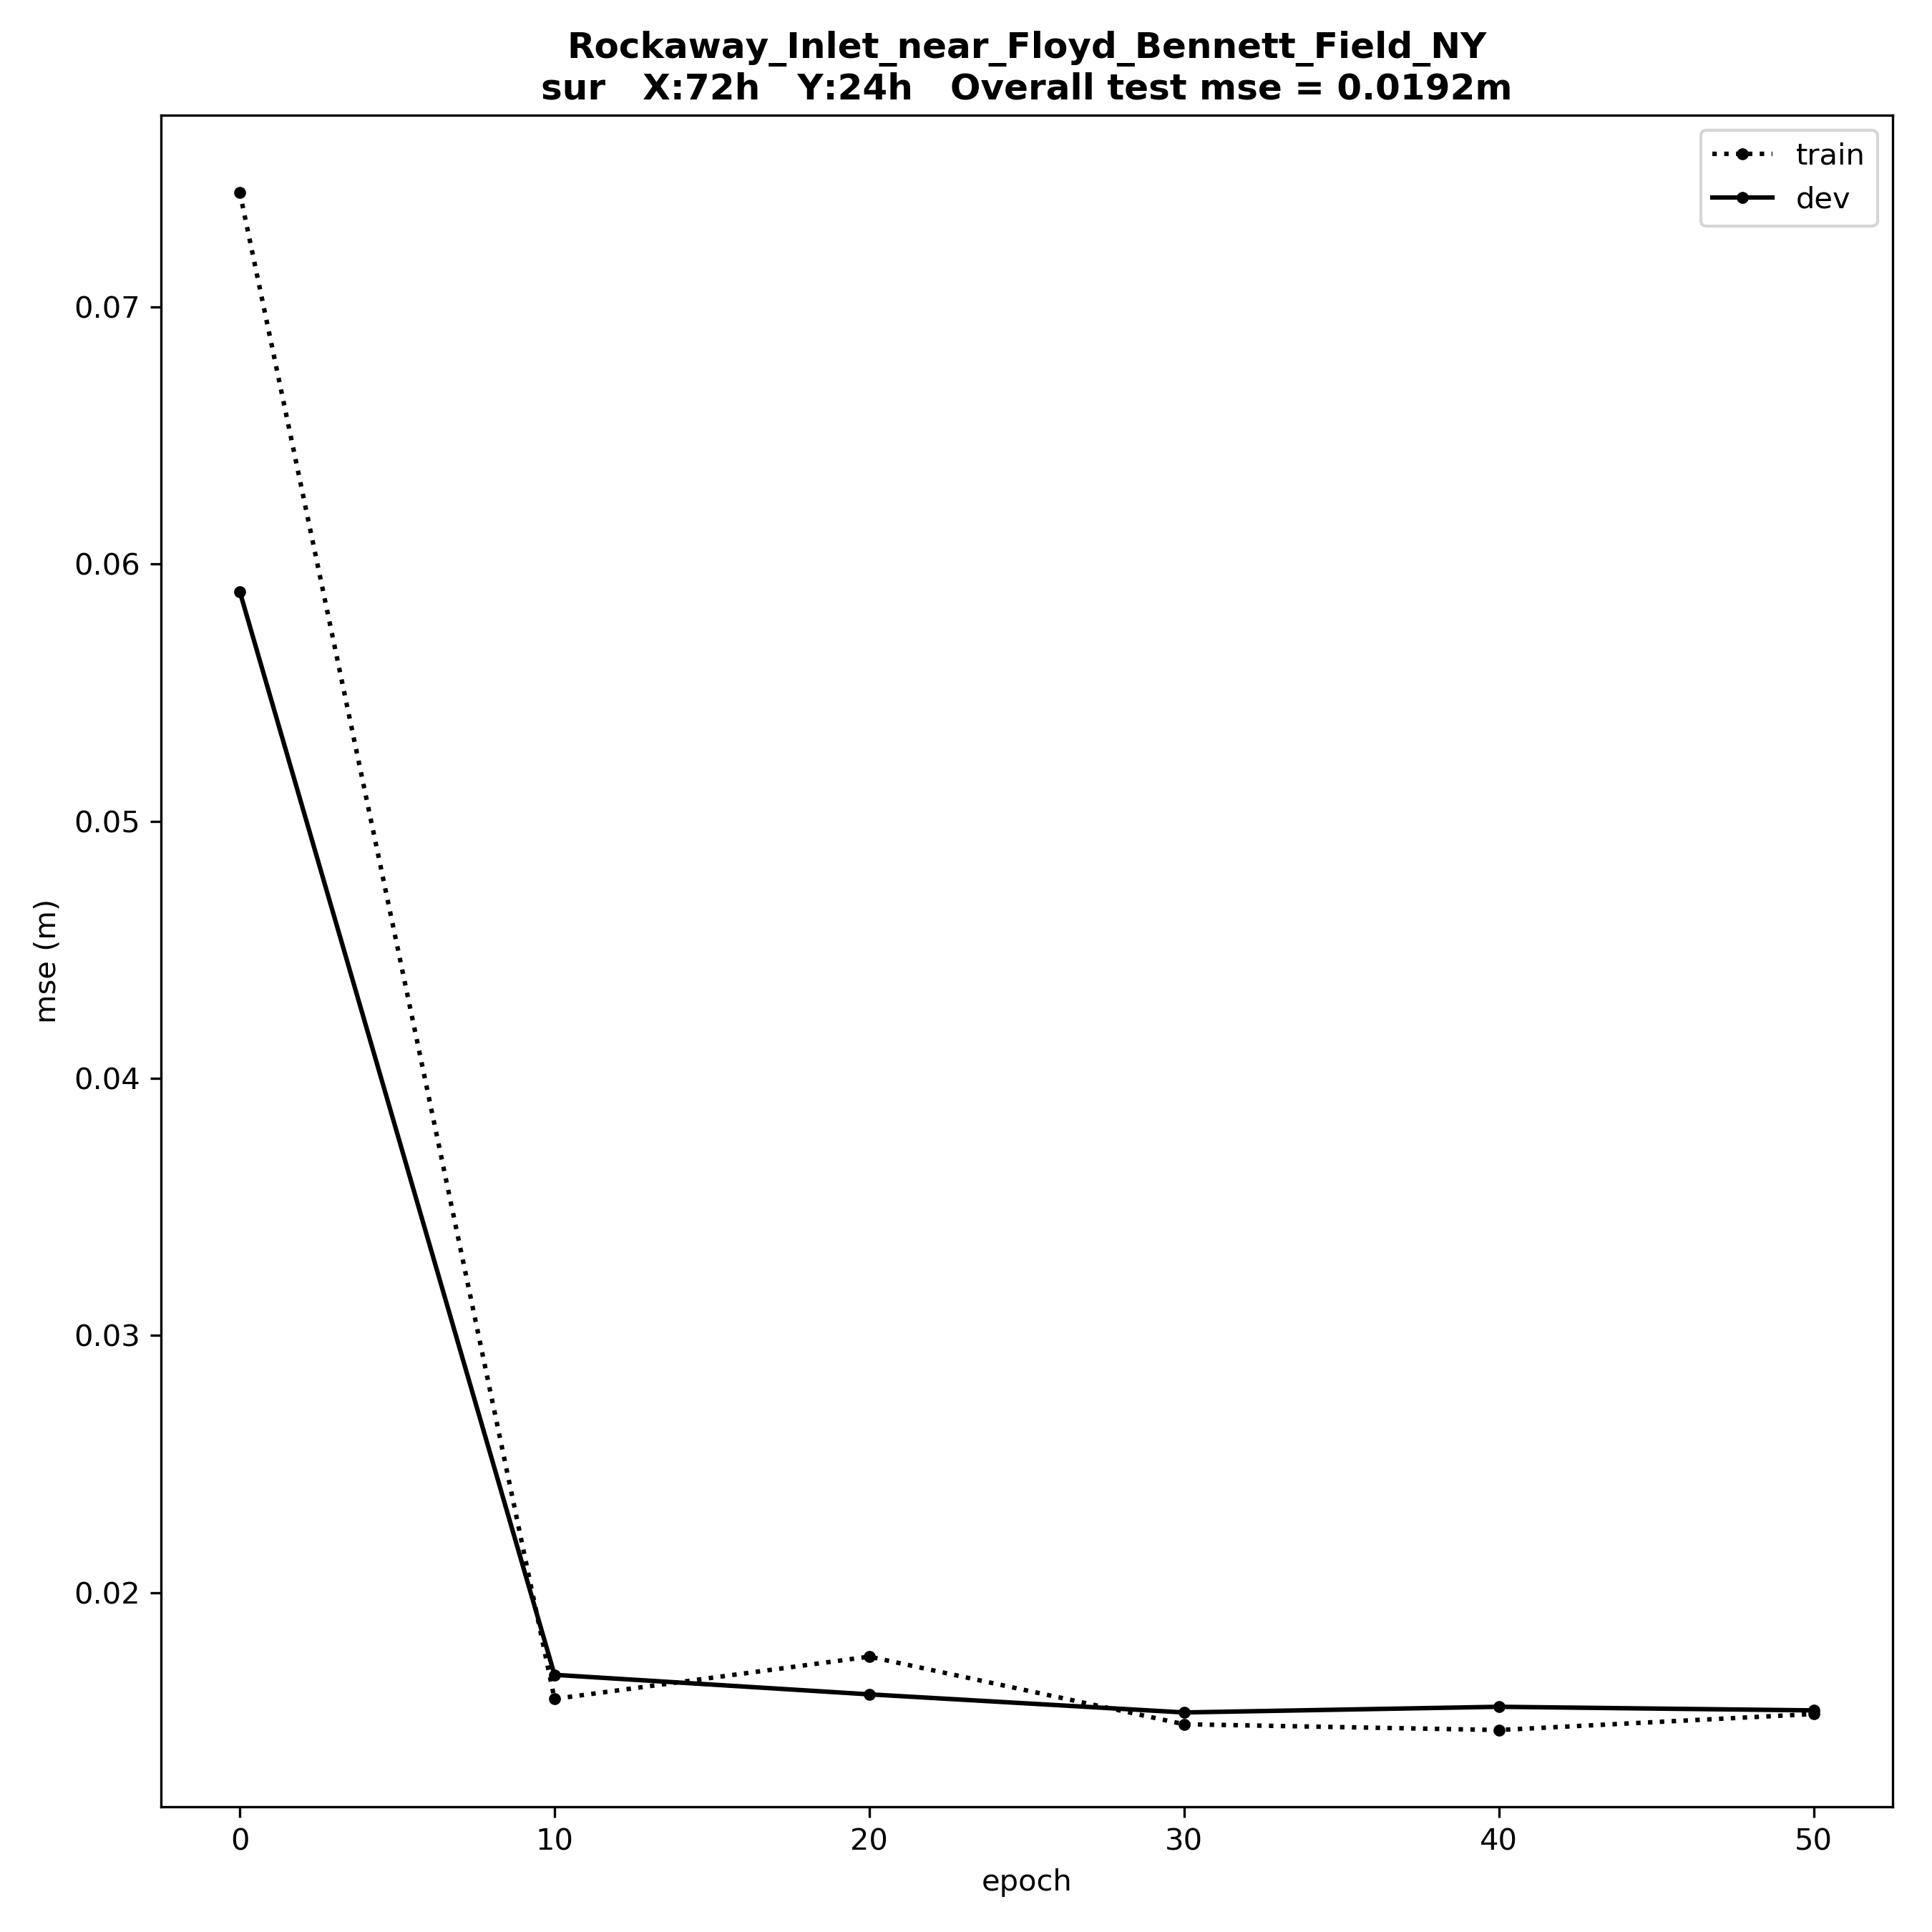 Rockaway_Inlet_near_Floyd_Bennett_Field_NY
sur   X:72h   Y:24h   Overall test mse = 0.0192m
train
dev
0.07
0.06
0.05
0.04
0.03
0.02
mse (m)
0 10 20 30 40 50
epoch